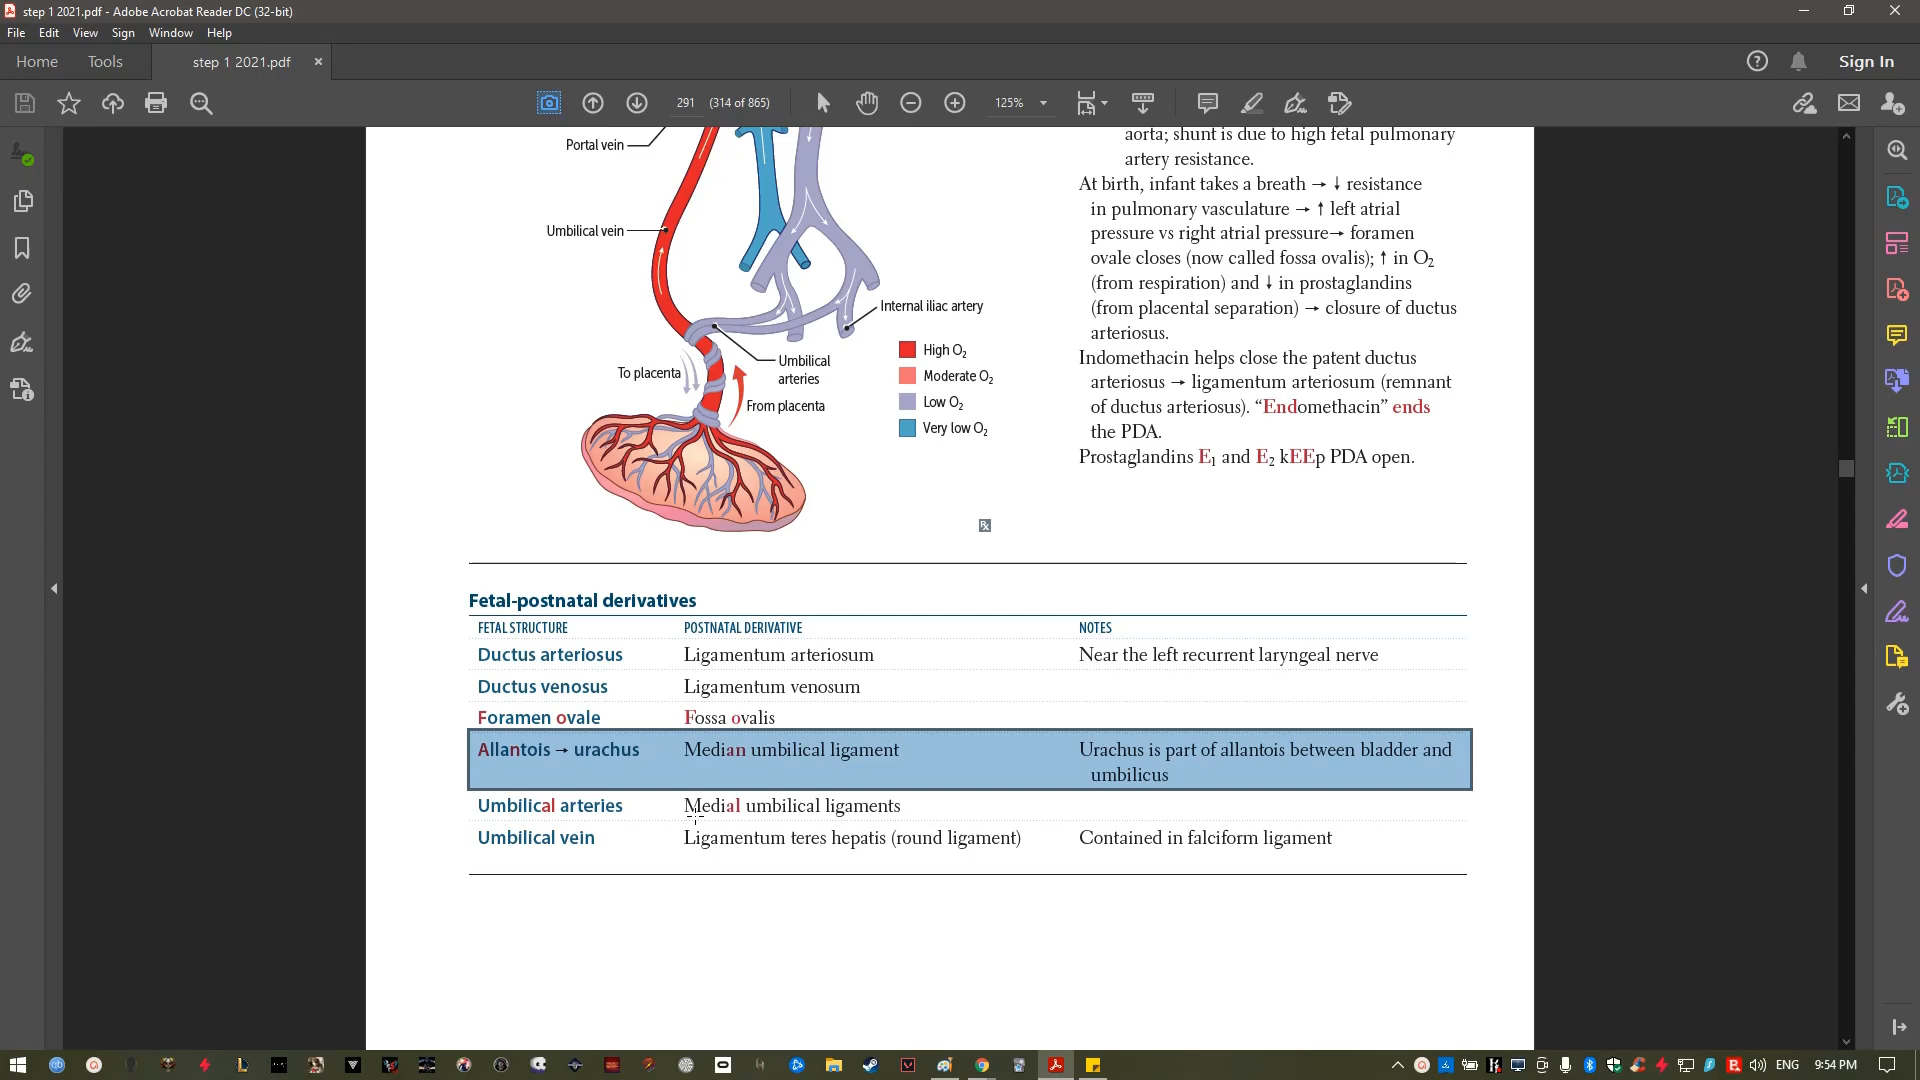 step 1 2021.pdf - Adobe Acrobat Reader DC (32-bit)
File Edit View Sign Window Help
Home Tools step 1 2021.pdf × Sign In
291 (314 of 865) 125%
Portal vein
Umbilical vein
Internal iliac artery
Umbilical
arteries
To placenta
From placenta
High O₂
Moderate O₂
Low O₂
Very low O₂
Rx
aorta; shunt is due to high fetal pulmonary
artery resistance.
At birth, infant takes a breath → ↓ resistance
in pulmonary vasculature → ↑ left atrial
pressure vs right atrial pressure→ foramen
ovale closes (now called fossa ovalis); ↑ in O₂
(from respiration) and ↓ in prostaglandins
(from placental separation) → closure of ductus
arteriosus.
Indomethacin helps close the patent ductus
arteriosus → ligamentum arteriosum (remnant
of ductus arteriosus). “Endomethacin” ends
the PDA.
Prostaglandins E₁ and E₂ kEEp PDA open.
Fetal-postnatal derivatives
FETAL STRUCTURE POSTNATAL DERIVATIVE NOTES
Ductus arteriosus Ligamentum arteriosum Near the left recurrent laryngeal nerve
Ductus venosus Ligamentum venosum
Foramen ovale Fossa ovalis
Allantois → urachus Median umbilical ligament Urachus is part of allantois between bladder and
umbilicus
Umbilical arteries Medial umbilical ligaments
Umbilical vein Ligamentum teres hepatis (round ligament) Contained in falciform ligament
ENG 9:54 PM